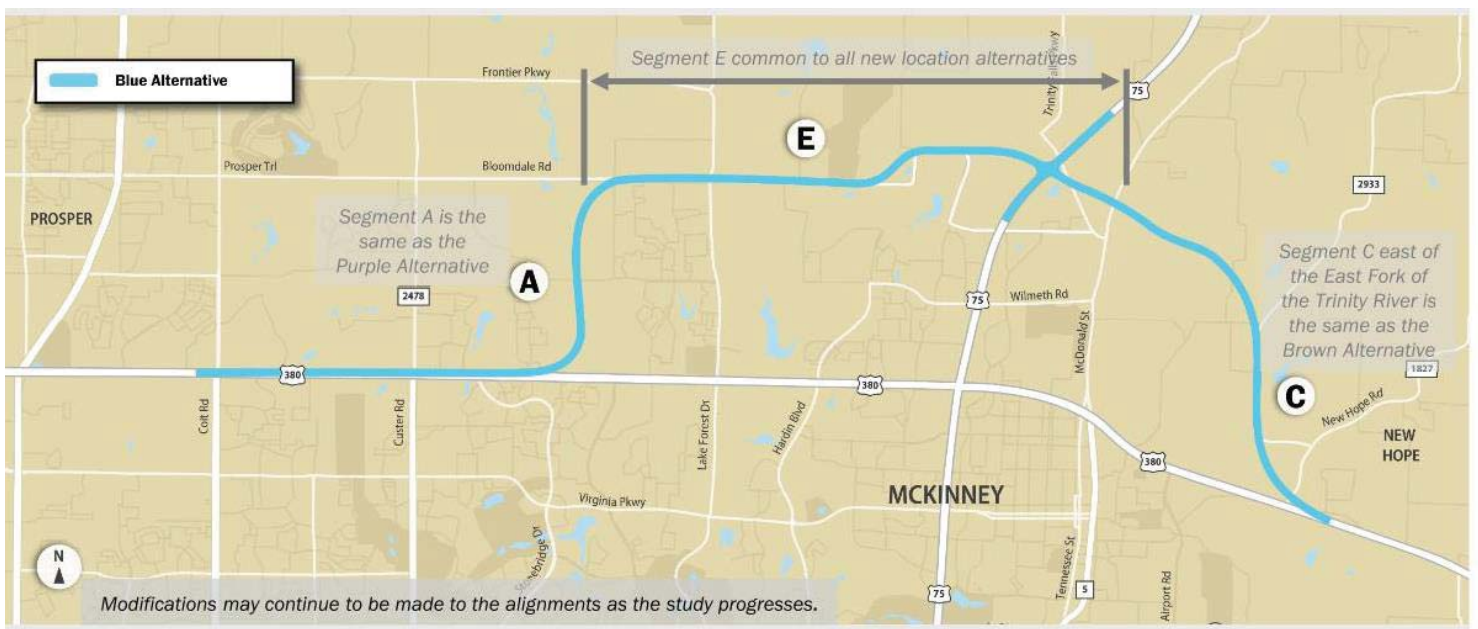 Blue Alternative
Segment E common to all new location alternatives
Frontier Pkwy
Trinity Falls Pkwy
75
E
Prosper Trl
Bloomdale Rd
2933
PROSPER
Segment A is the
same as the
Purple Alternative
A
2478
Segment C east of
the East Fork of
the Trinity River is
the same as the
Brown Alternative
75
Wilmeth Rd
McDonald St
380
380
1827
C
Coit Rd
Custer Rd
Lake Forest Dr
Hardin Blvd
New Hope Rd
NEW
HOPE
380
MCKINNEY
Virginia Pkwy
Stonebridge Dr
N
Tennessee St
Airport Rd
75
5
Modifications may continue to be made to the alignments as the study progresses.